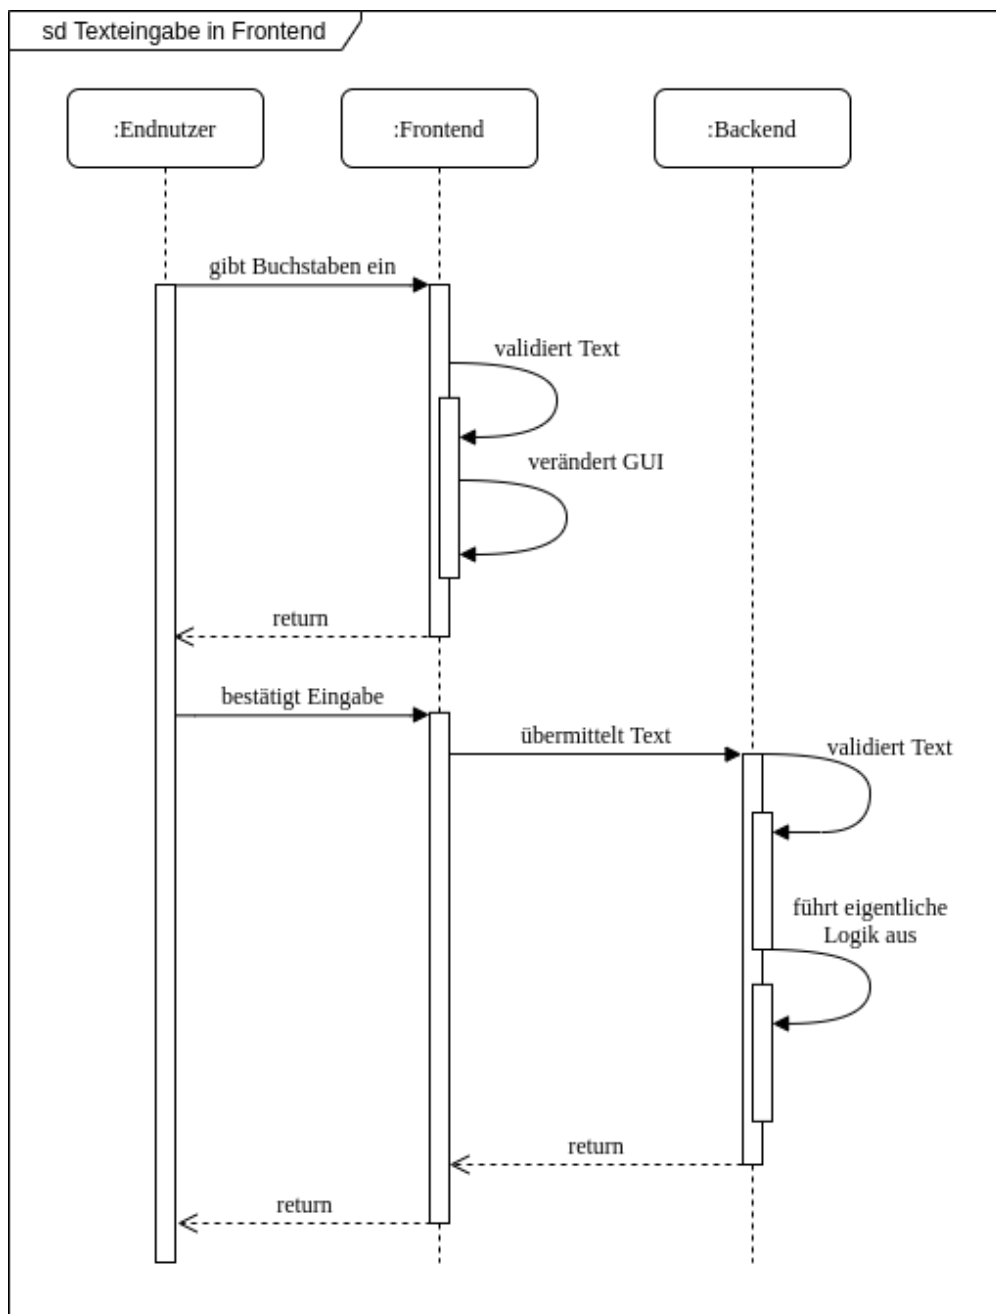 sd Texteingabe in Frontend
:Endnutzer
:Frontend
:Backend
gibt Buchstaben ein
validiert Text
verändert GUI
return
bestätigt Eingabe
übermittelt Text
validiert Text
führt eigentliche
Logik aus
return
return